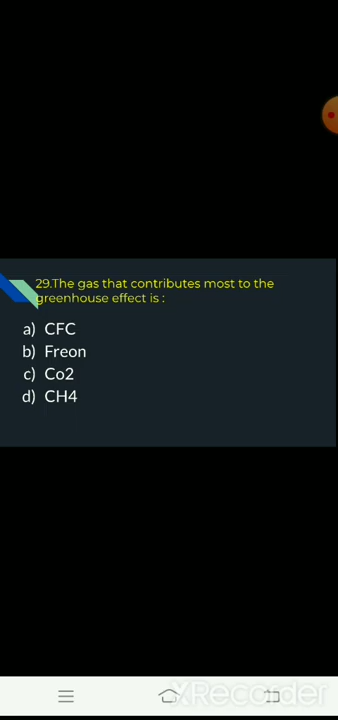 29.The gas that contributes most to the
greenhouse effect is :
a) CFC
b) Freon
c) Co2
d) CH4
XRecorder